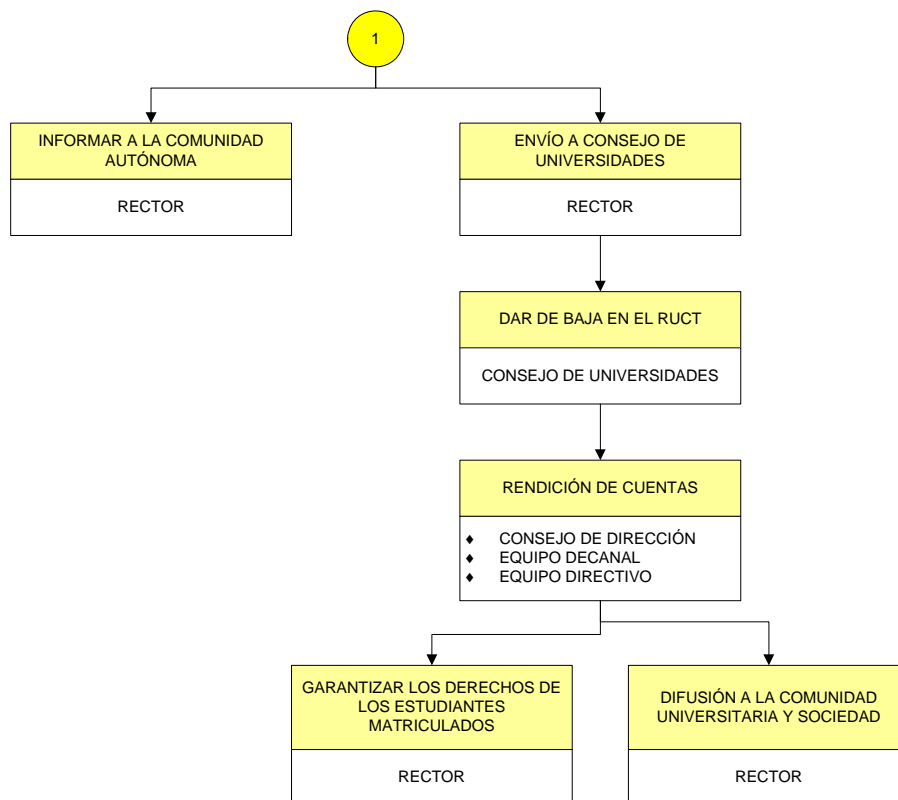 1
INFORMAR A LA COMUNIDAD
AUTÓNOMA
RECTOR
ENVÍO A CONSEJO DE
UNIVERSIDADES
RECTOR
DAR DE BAJA EN EL RUCT
CONSEJO DE UNIVERSIDADES
RENDICIÓN DE CUENTAS
♦ CONSEJO DE DIRECCIÓN
♦ EQUIPO DECANAL
♦ EQUIPO DIRECTIVO
GARANTIZAR LOS DERECHOS DE
LOS ESTUDIANTES
MATRICULADOS
RECTOR
DIFUSIÓN A LA COMUNIDAD
UNIVERSITARIA Y SOCIEDAD
RECTOR